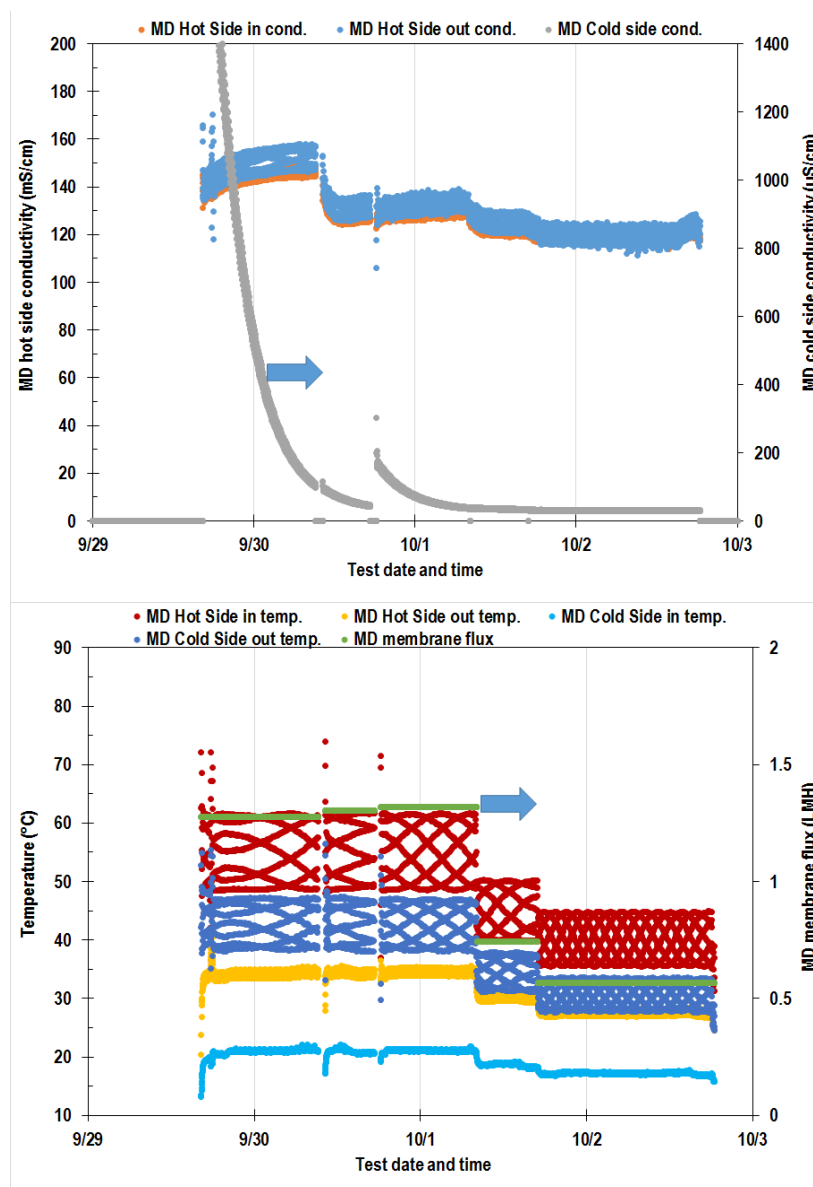 MD Hot Side in cond. MD Hot Side out cond. MD Cold side cond.
200 1400
180
1200
160
140 1000
120
800
100
80 600
60
400
40
200
20
0 0
9/29 9/30 10/1 10/2 10/3
Test date and time
MD hot side conductivity (mS/cm)
MD cold side conductivity (µS/cm)
MD Hot Side in temp. MD Hot Side out temp. MD Cold Side in temp.
MD Cold Side out temp. MD membrane flux
90 2
80
70 1.5
60
50 1
40
30 0.5
20
10 0
9/29 9/30 10/1 10/2 10/3
Test date and time
Temperature (°C)
MD membrane flux (LMH)